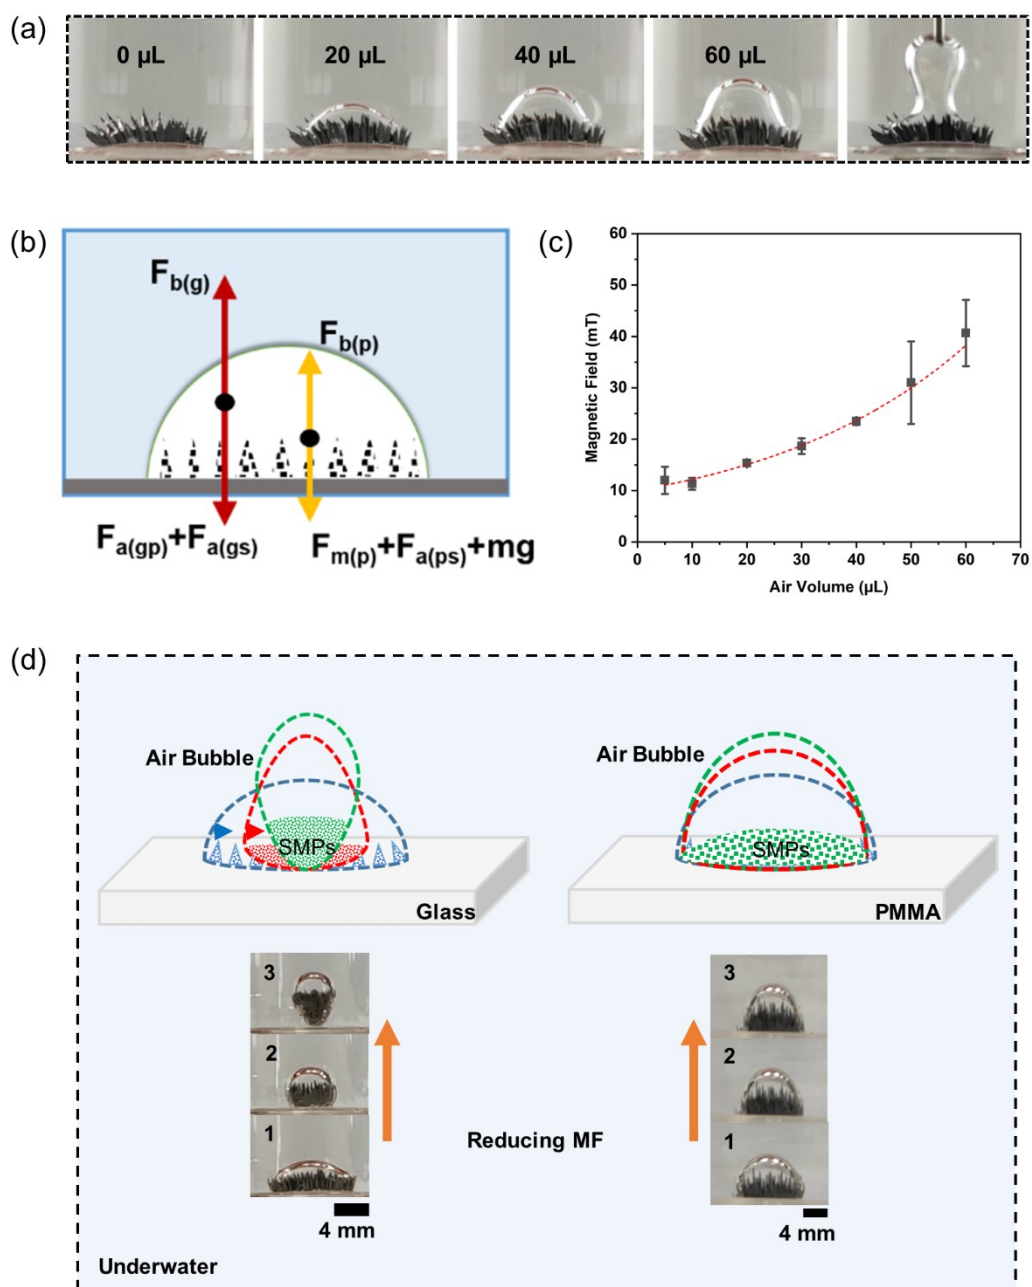 (a)
0 µL 20 µL 40 µL 60 µL
(b)
F_b(g)
F_b(p)
F_a(gp)+F_a(gs)
F_m(p)+F_a(ps)+mg
(c)
Magnetic Field (mT)
60
50
40
30
20
10
0
0 10 20 30 40 50 60 70
Air Volume (µL)
(d)
Air Bubble
SMPs
Glass
Air Bubble
SMPs
PMMA
3
2
1
4 mm
Reducing MF
3
2
1
4 mm
Underwater